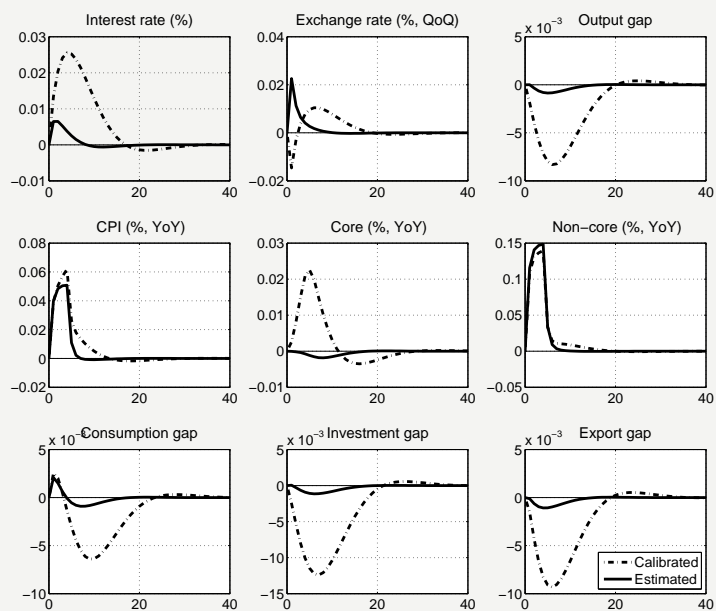 Interest rate (%)
0.03
0.02
0.01
0
−0.01
0 20 40
Exchange rate (%, QoQ)
0.04
0.02
0
−0.02
0 20 40
Output gap
x 10−3
5
0
−5
−10
0 20 40
CPI (%, YoY)
0.08
0.06
0.04
0.02
0
−0.02
0 20 40
Core (%, YoY)
0.03
0.02
0.01
0
−0.01
0 20 40
Non−core (%, YoY)
0.15
0.1
0.05
0
−0.05
0 20 40
Consumption gap
x 10−3
5
0
−5
−10
0 20 40
Investment gap
x 10−3
5
0
−5
−10
−15
0 20 40
Export gap
x 10−3
5
0
−5
−10
0 20 40
Calibrated
Estimated